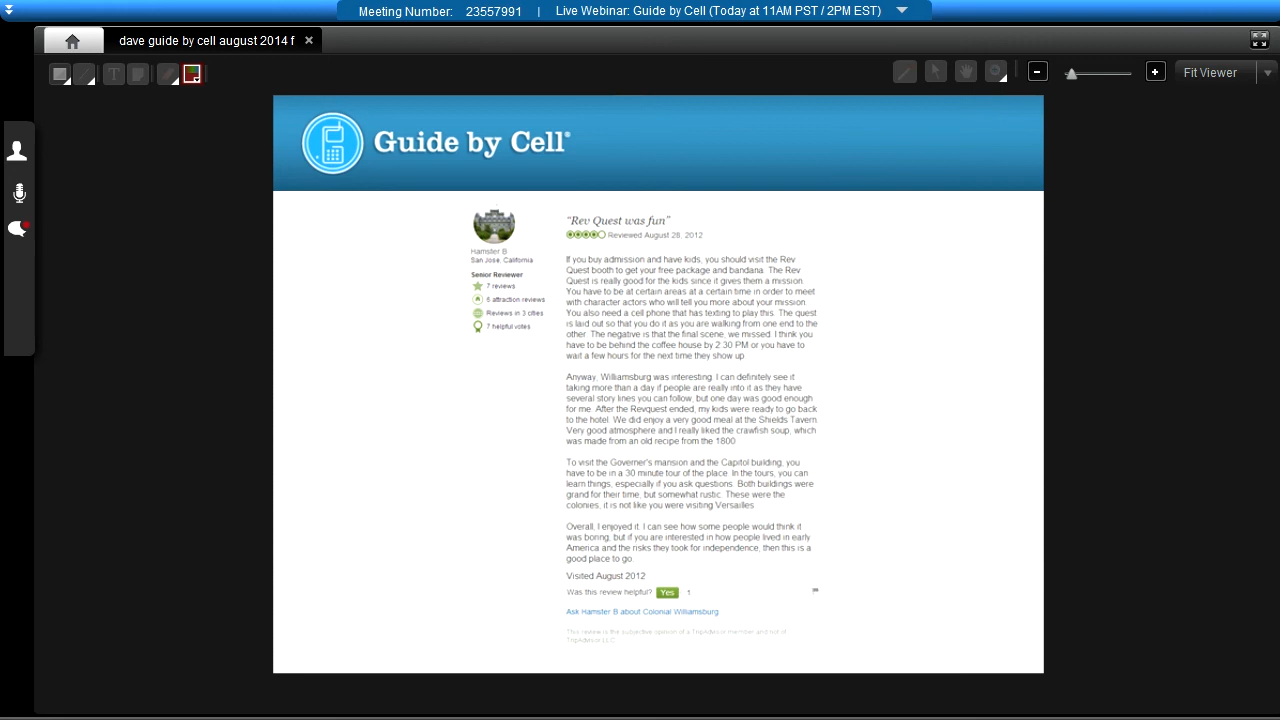 Meeting Number: 23557991 | Live Webinar: Guide by Cell (Today at 11AM PST / 2PM EST)
dave guide by cell august 2014 f ×
T
Fit Viewer
Guide by Cell®
Hamster B
San Jose, California
Senior Reviewer
7 reviews
6 attraction reviews
Reviews in 3 cities
7 helpful votes
“Rev Quest was fun”
Reviewed August 28, 2012
If you buy admission and have kids, you should visit the Rev
Quest booth to get your free package and bandana. The Rev
Quest is really good for the kids since it gives them a mission.
You have to be at certain areas at a certain time in order to meet
with character actors who will tell you more about your mission.
You also need a cell phone that has texting to play this. The quest
is laid out so that you do it as you are walking from one end to the
other. The negative is that the final scene, we missed. I think you
have to be behind the coffee house by 2:30 PM or you have to
wait a few hours for the next time they show up.
Anyway, Williamsburg was interesting. I can definitely see it
taking more than a day if people are really into it as they have
several story lines you can follow, but one day was good enough
for me. After the Revquest ended, my kids were ready to go back
to the hotel. We did enjoy a very good meal at the Shields Tavern.
Very good atmosphere and I really liked the crawfish soup, which
was made from an old recipe from the 1800.
To visit the Governer's mansion and the Capitol building, you
have to be in a 30 minute tour of the place. In the tours, you can
learn things, especially if you ask questions. Both buildings were
grand for their time, but somewhat rustic. These were the
colonies, it is not like you were visiting Versailles.
Overall, I enjoyed it. I can see how some people would think it
was boring, but if you are interested in how people lived in early
America and the risks they took for independence, then this is a
good place to go.
Visited August 2012
Was this review helpful? Yes 1
Ask Hamster B about Colonial Williamsburg
This review is the subjective opinion of a TripAdvisor member and not of
TripAdvisor LLC.